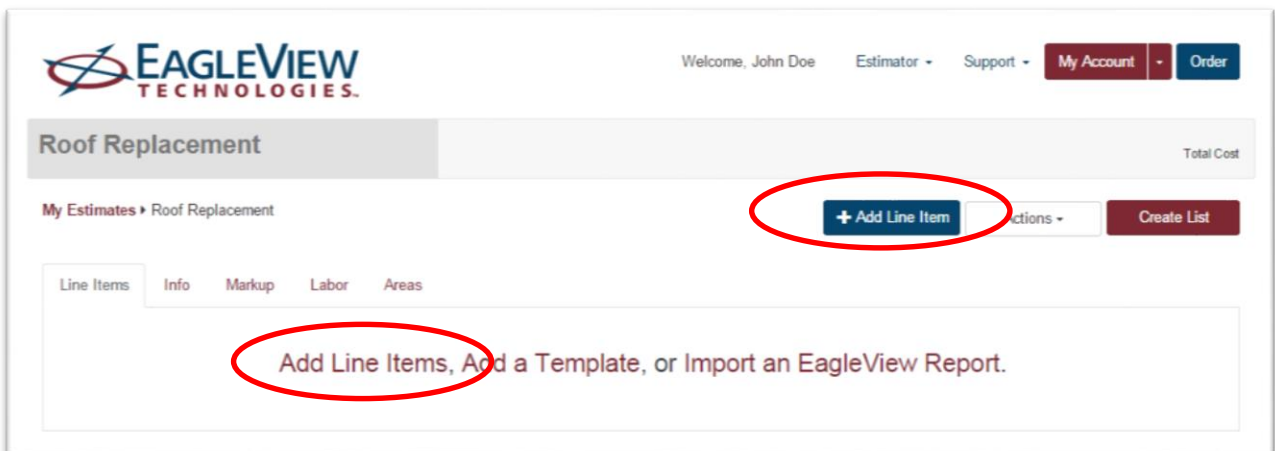 EAGLEVIEW
TECHNOLOGIES™
Welcome, John Doe Estimator Support My Account Order
Roof Replacement
Total Cost
My Estimates Roof Replacement
+ Add Line Item Actions Create List
Line Items Info Markup Labor Areas
Add Line Items, Add a Template, or Import an EagleView Report.